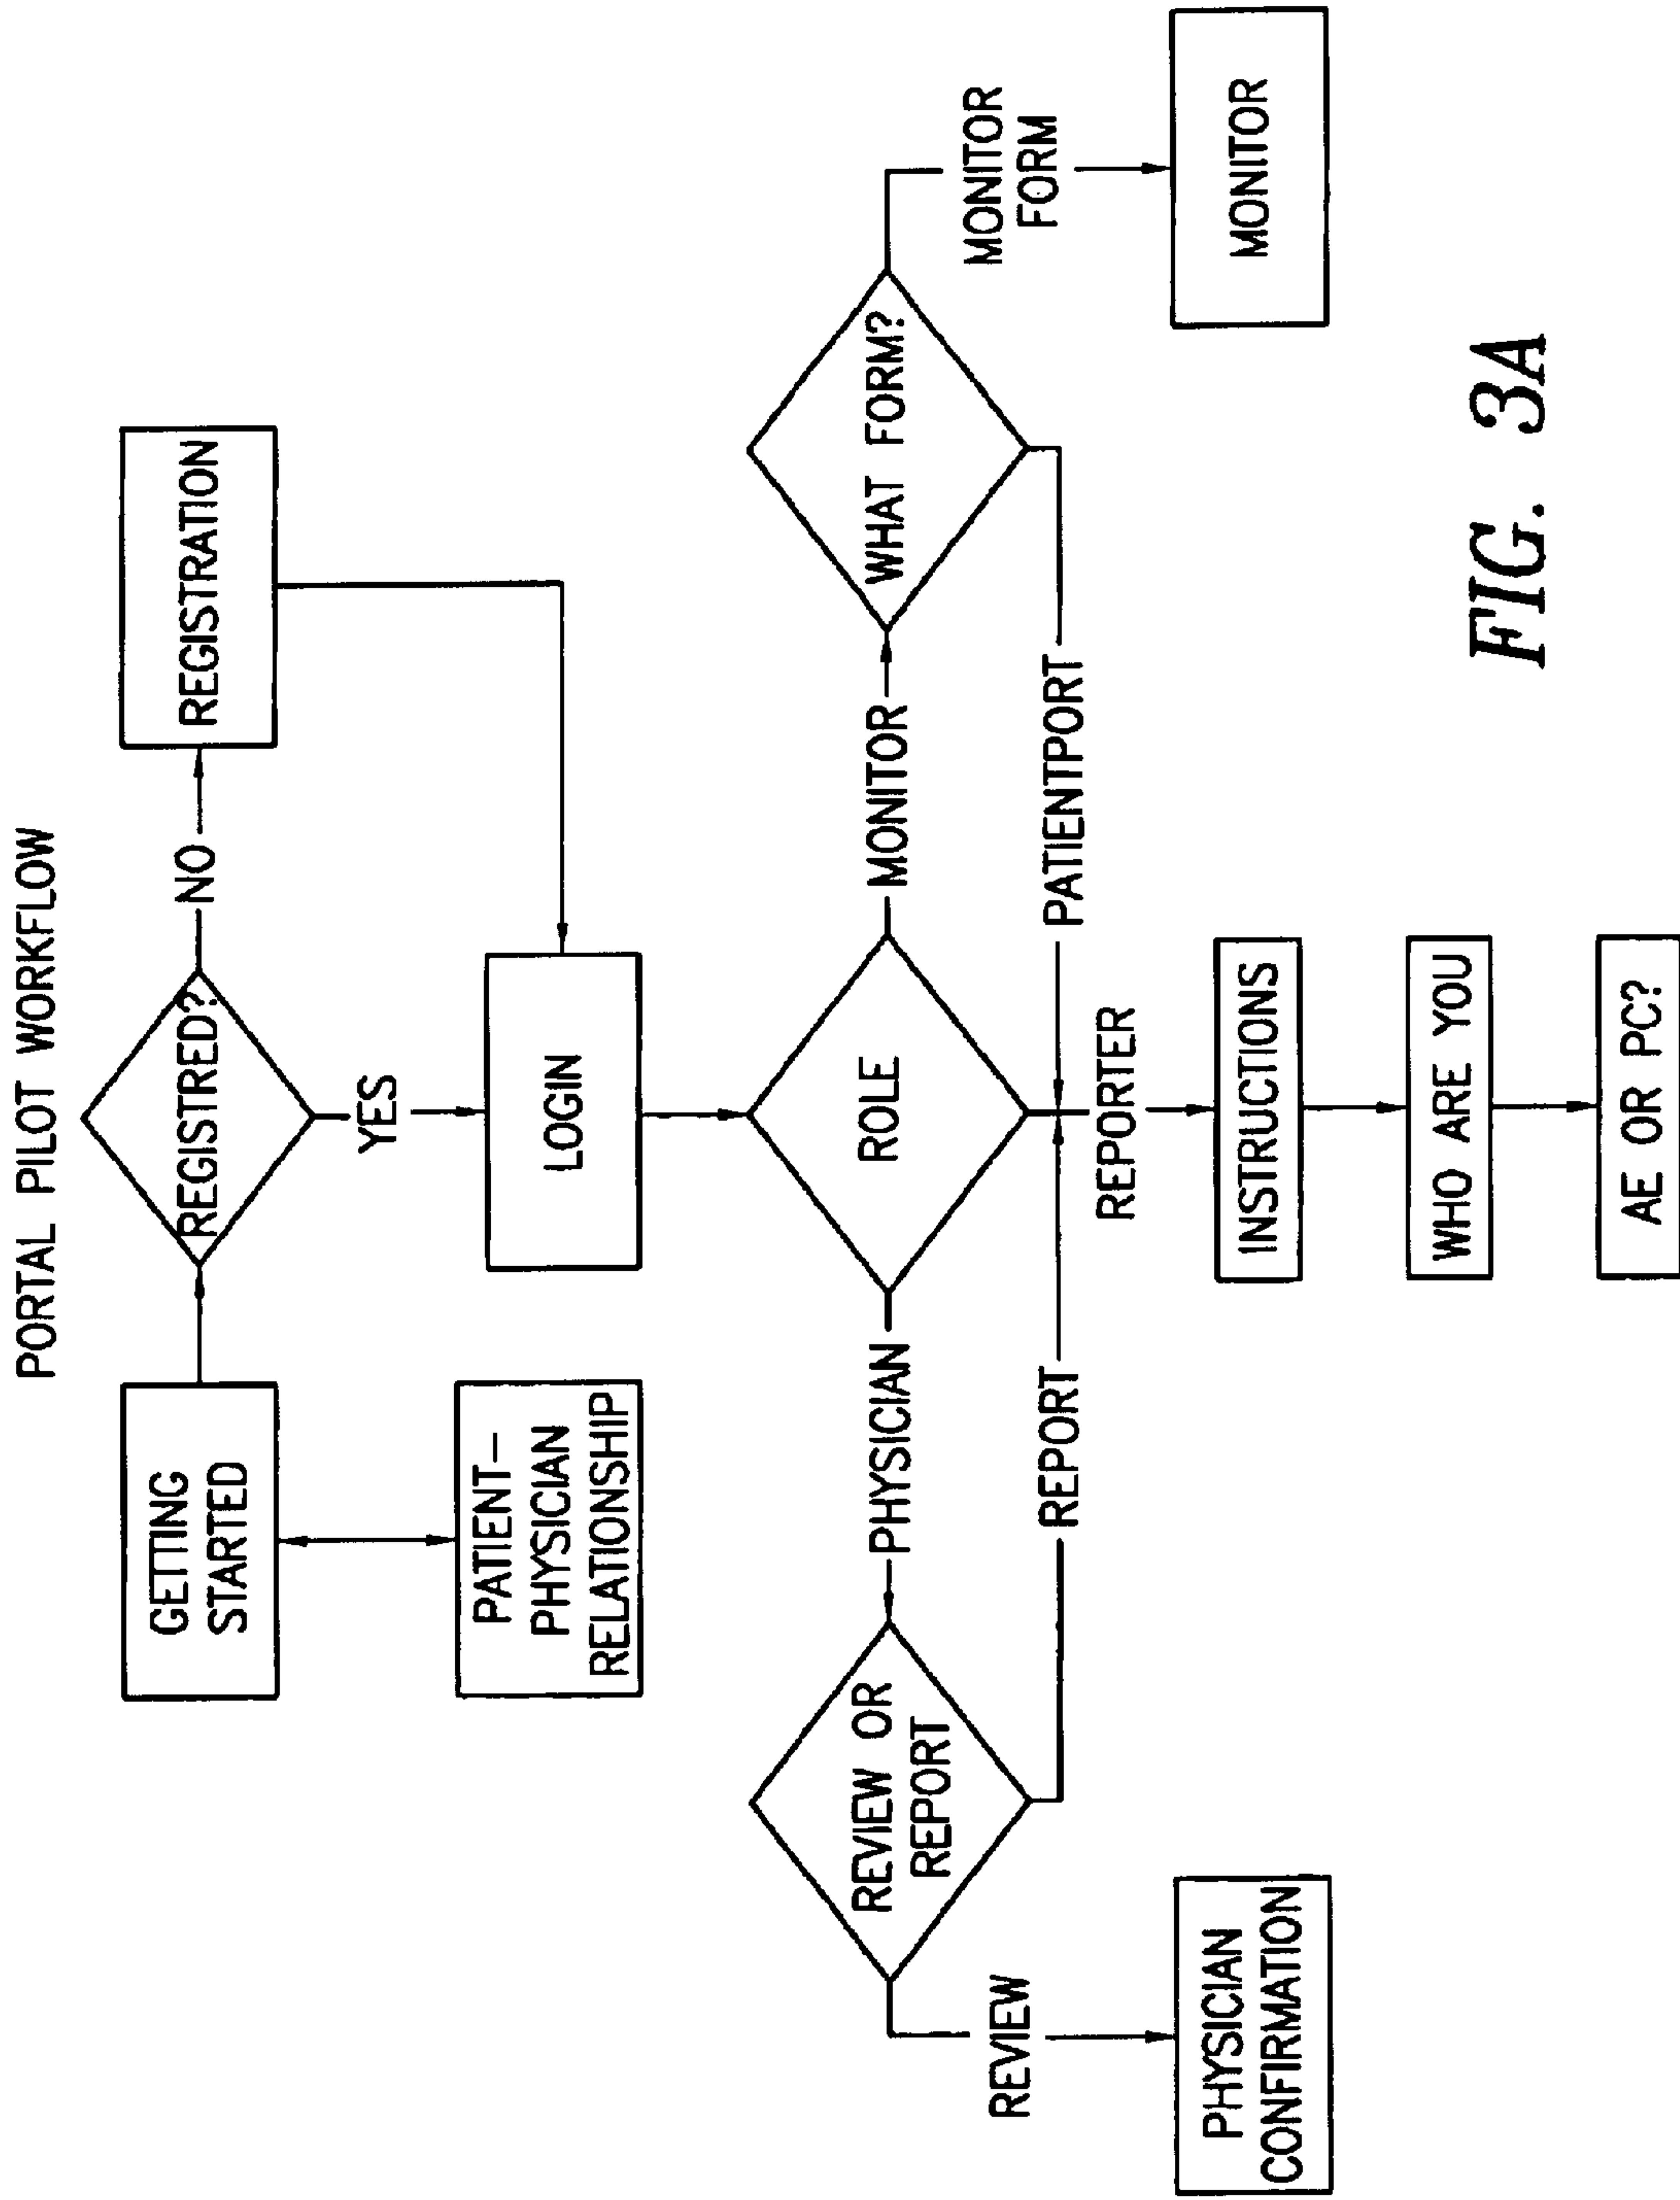 PORTAL PILOT WORKFLOW
GETTING
STARTED
REGISTRED?
NO
REGISTRATION
YES
PATIENT–
PHYSICIAN
RELATIONSHIP
LOGIN
REVIEW OR
REPORT
PHYSICIAN
ROLE
MONITOR
WHAT FORM?
REVIEW
MONITOR
FORM
REPORT
PATIENTPORT
REPORTER
PHYSICIAN
CONFIRMATION
INSTRUCTIONS
MONITOR
WHO ARE YOU
AE OR PC?
FIG. 3A